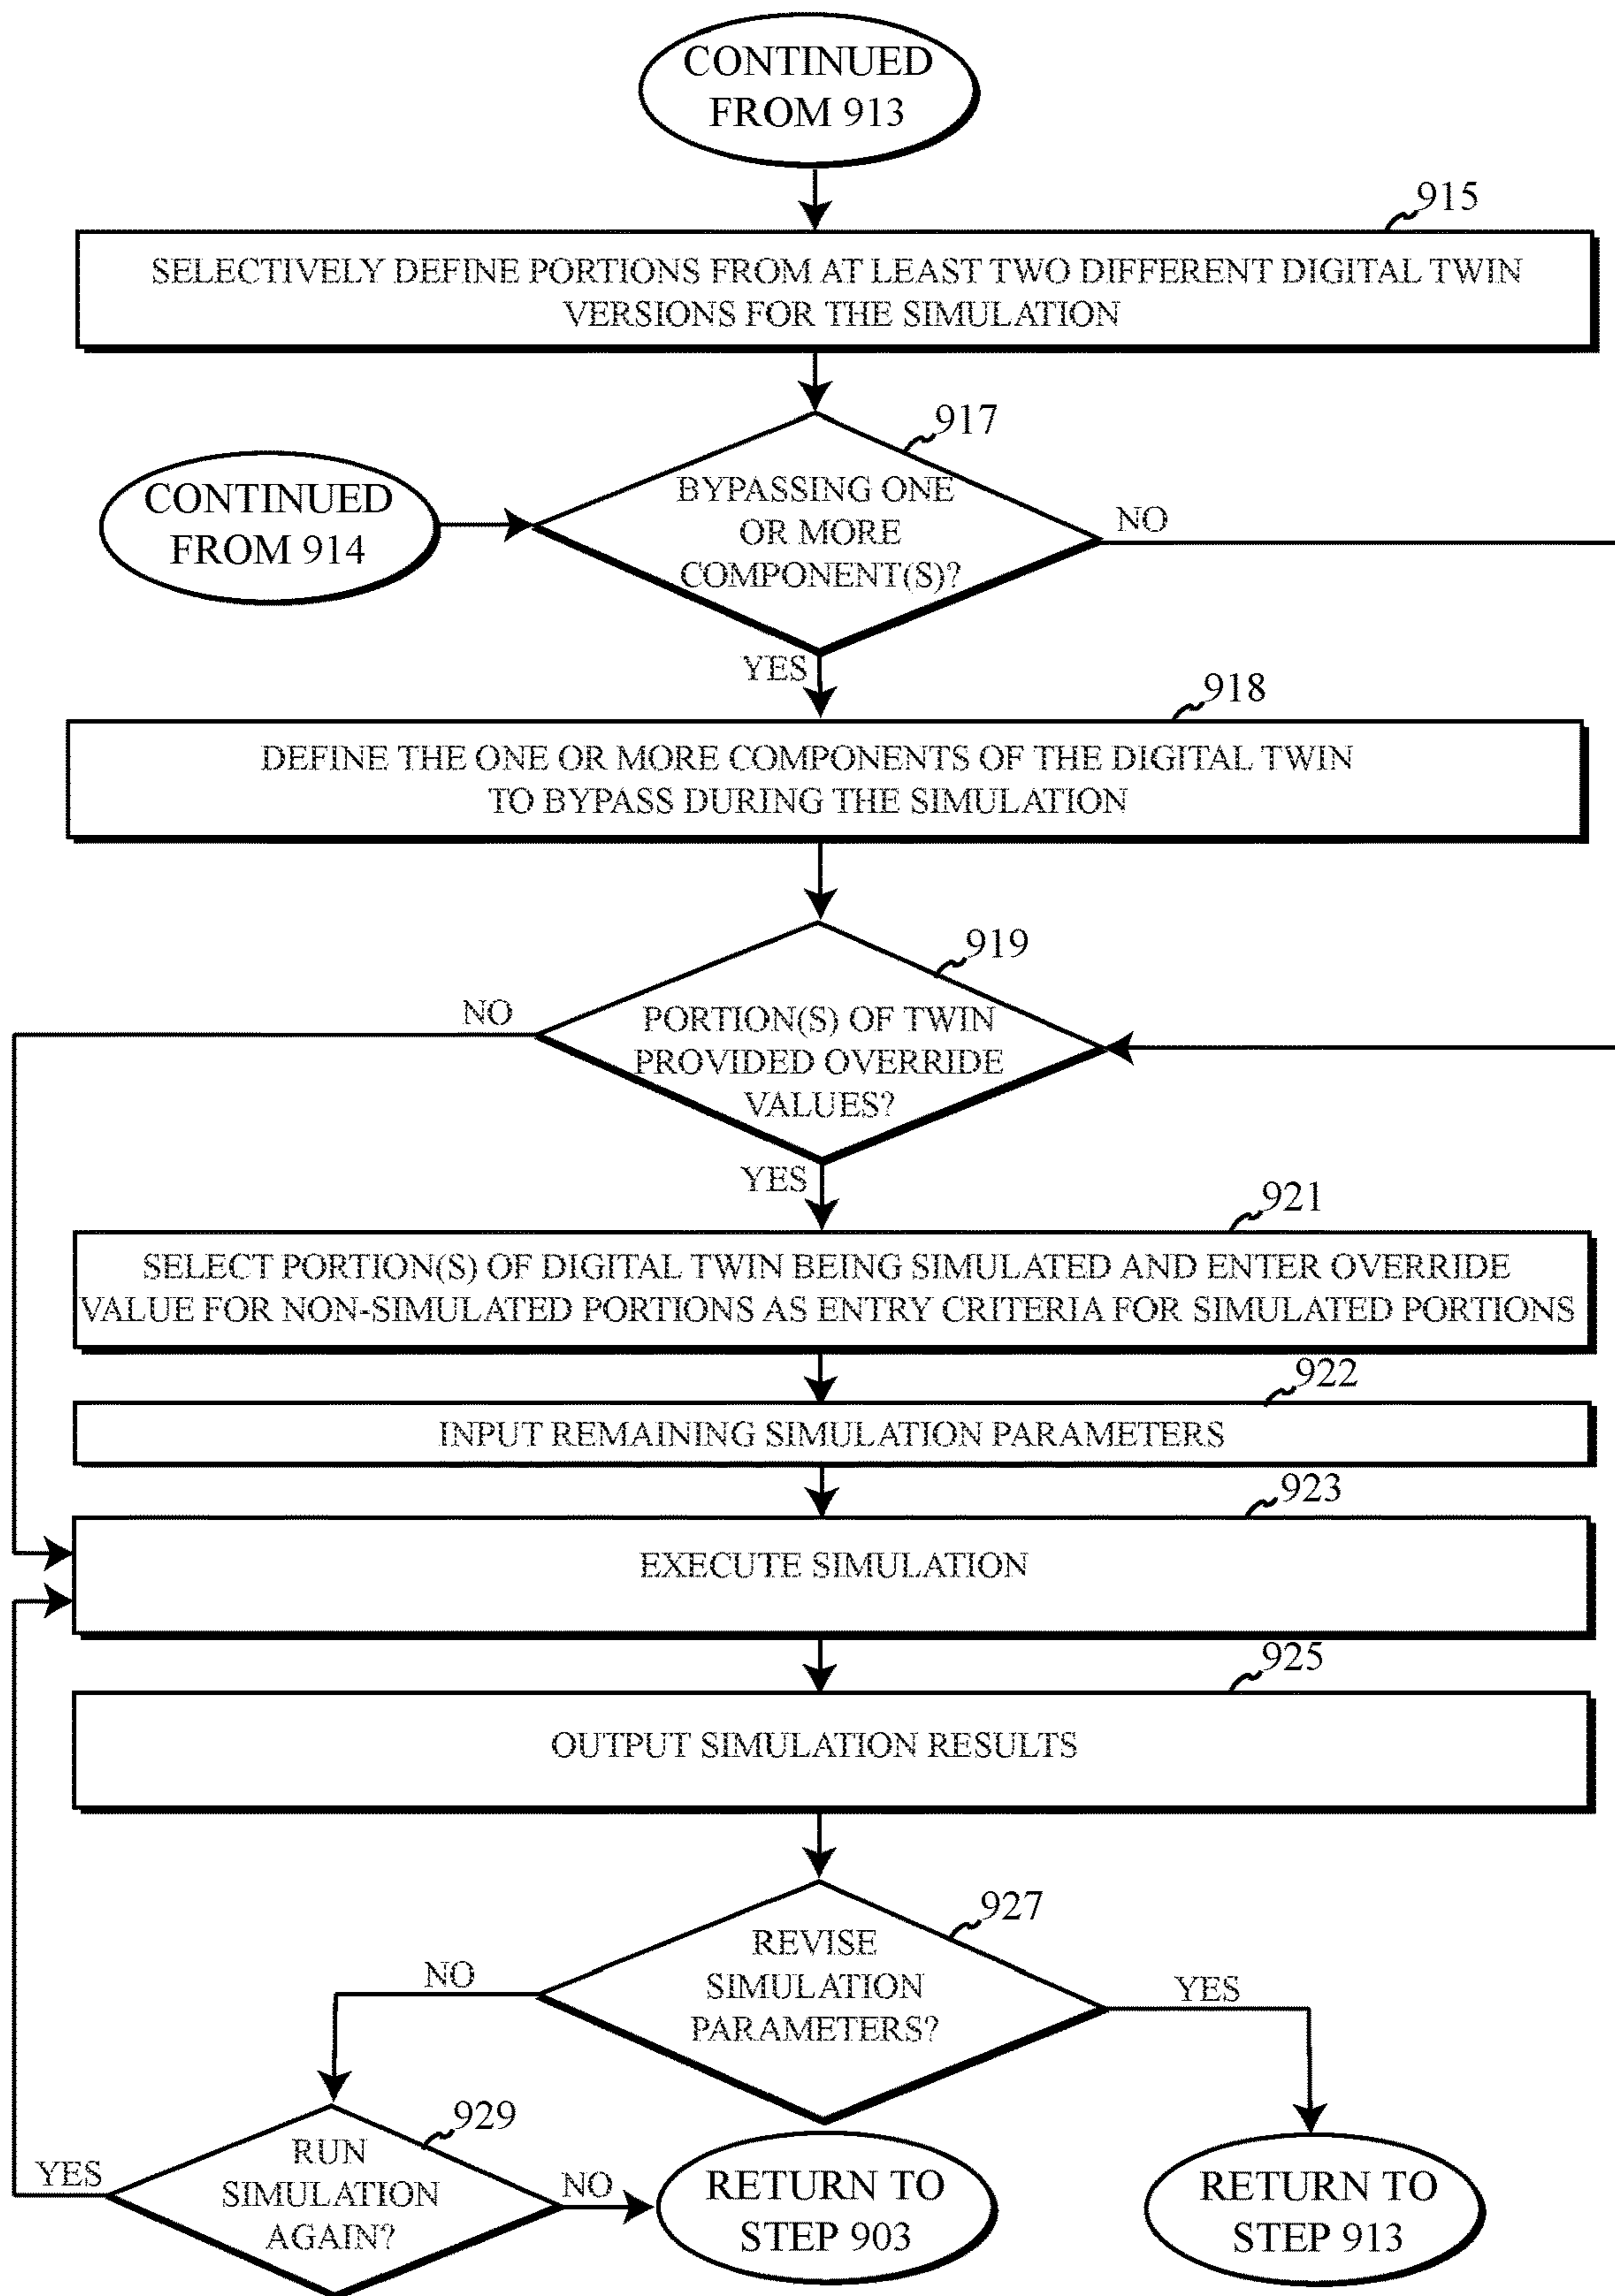 CONTINUED
FROM 913
915
SELECTIVELY DEFINE PORTIONS FROM AT LEAST TWO DIFFERENT DIGITAL TWIN
VERSIONS FOR THE SIMULATION
917
BYPASSING ONE
OR MORE
COMPONENT(S)?
CONTINUED
FROM 914
NO
YES
918
DEFINE THE ONE OR MORE COMPONENTS OF THE DIGITAL TWIN
TO BYPASS DURING THE SIMULATION
919
NO
PORTION(S) OF TWIN
PROVIDED OVERRIDE
VALUES?
YES
921
SELECT PORTION(S) OF DIGITAL TWIN BEING SIMULATED AND ENTER OVERRIDE
VALUE FOR NON-SIMULATED PORTIONS AS ENTRY CRITERIA FOR SIMULATED PORTIONS
922
INPUT REMAINING SIMULATION PARAMETERS
923
EXECUTE SIMULATION
925
OUTPUT SIMULATION RESULTS
927
REVISE
SIMULATION
PARAMETERS?
NO
YES
929
RUN
SIMULATION
AGAIN?
YES
NO
RETURN TO
STEP 903
RETURN TO
STEP 913